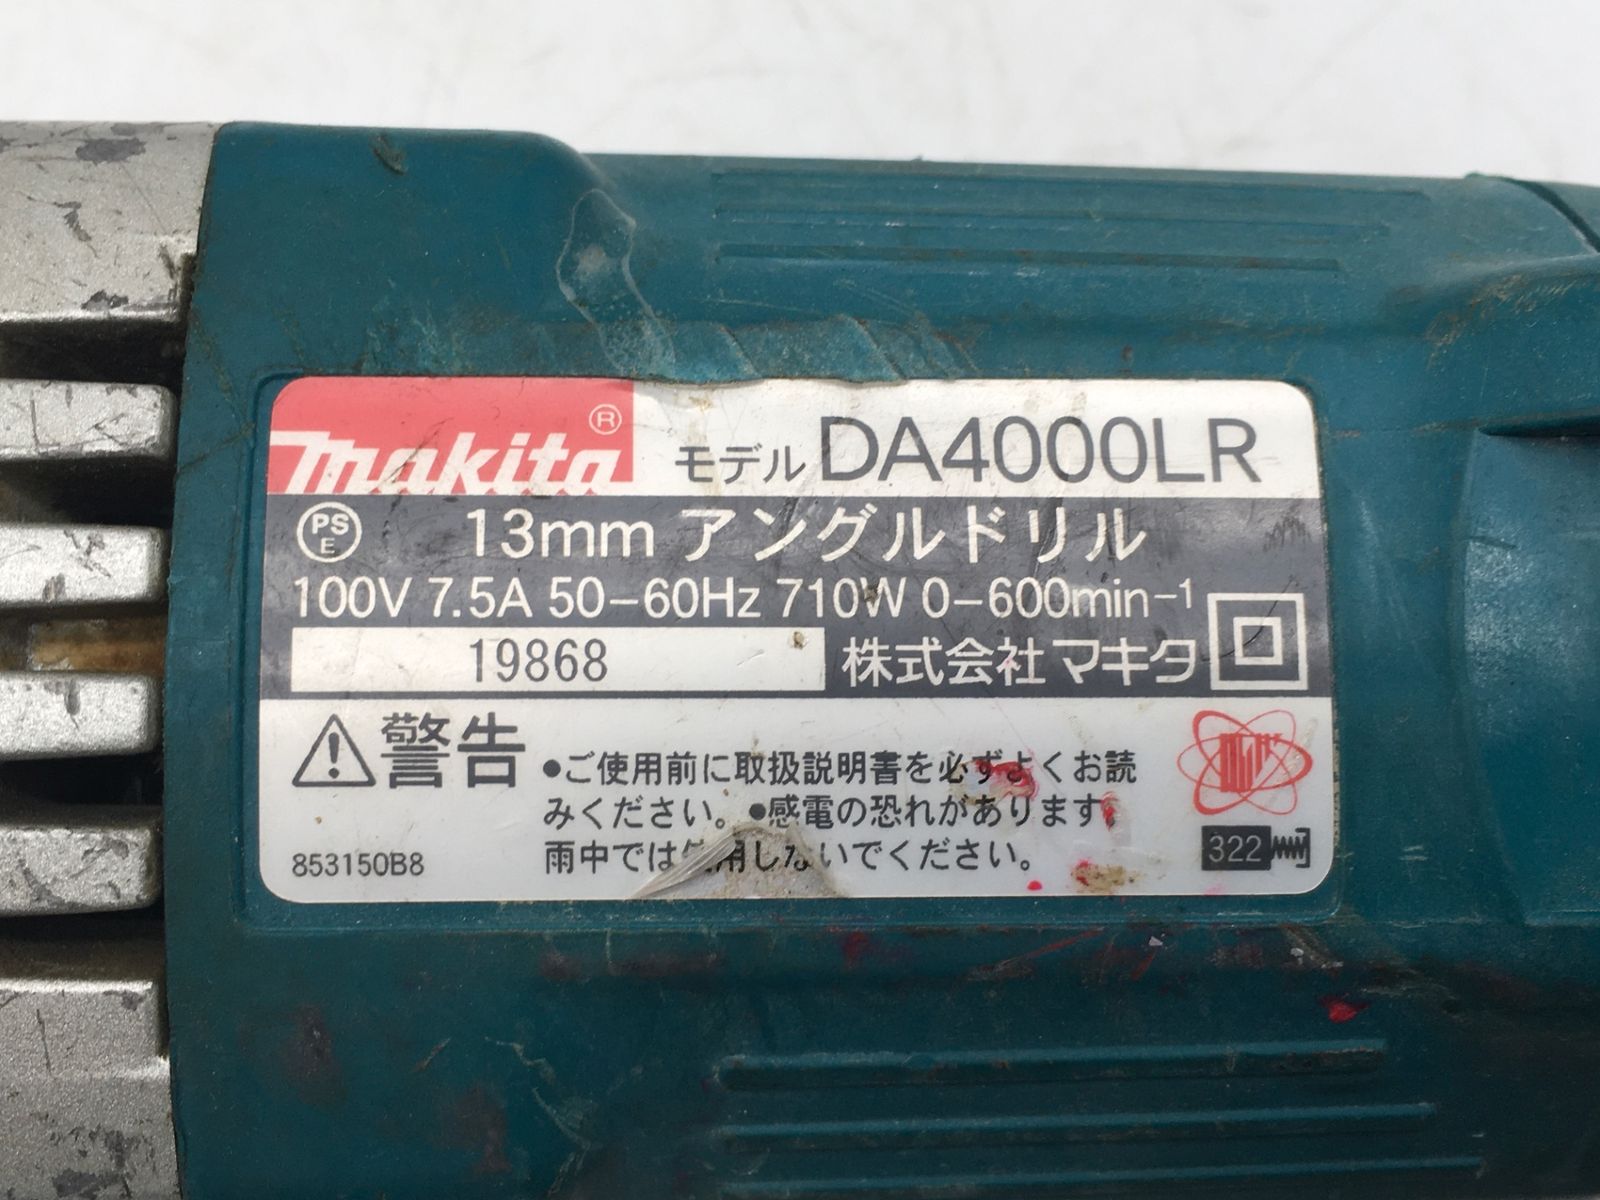 makita®
モデル DA4000LR
PS
E
13mm アングルドリル
100V 7.5A 50-60Hz 710W 0-600min⁻¹
19868
株式会社マキタ
警告
●ご使用前に取扱説明書を必ずよくお読
みください。●感電の恐れがあります。
雨中では使用しないでください。
853150B8
322